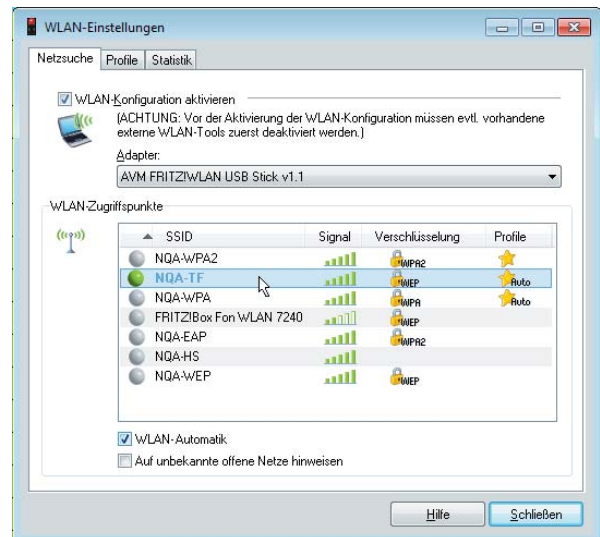 WLAN-Einstellungen
Netzsuche Profile Statistik
WLAN-Konfiguration aktivieren
(ACHTUNG: Vor der Aktivierung der WLAN-Konfiguration müssen evtl. vorhandene
externe WLAN-Tools zuerst deaktiviert werden.)
Adapter:
AVM FRITZ!WLAN USB Stick v1.1
WLAN-Zugriffspunkte
SSID Signal Verschlüsselung Profile
NQA-WPA2 WPA2
NQA-TF WEP Auto
NQA-WPA WPA Auto
FRITZ!Box Fon WLAN 7240 WEP
NQA-EAP WPA2
NQA-HS
NQA-WEP WEP
WLAN-Automatik
Auf unbekannte offene Netze hinweisen
Hilfe Schließen